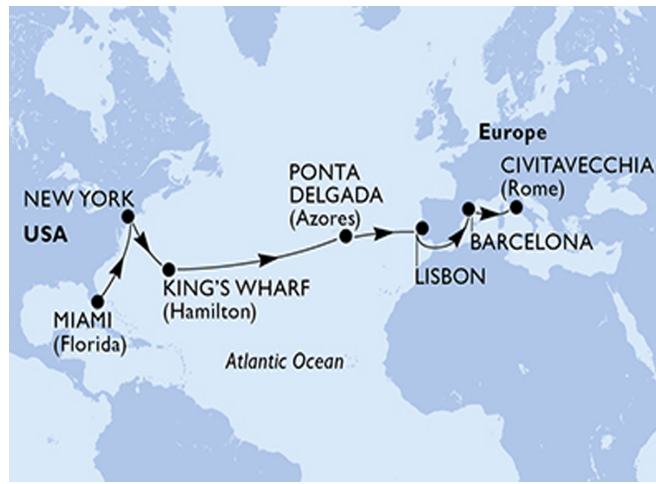 Europe
CIVITAVECCHIA
(Rome)
PONTA
DELGADA
(Azores)
NEW YORK
USA
BARCELONA
LISBON
KING'S WHARF
(Hamilton)
MIAMI
(Florida)
Atlantic Ocean